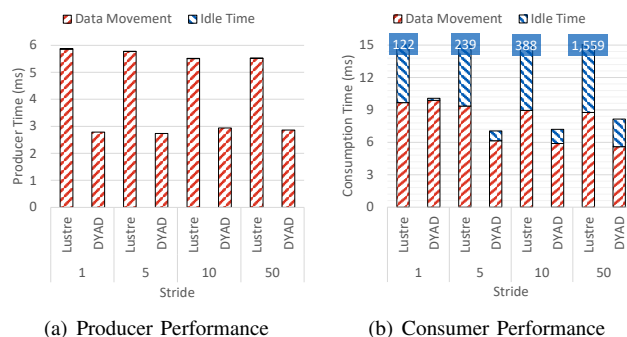 Data Movement Idle Time
Producer Time (ms)
6
5
4
3
2
1
0
Lustre DYAD Lustre DYAD Lustre DYAD Lustre DYAD
1 5 10 50
Stride
(a) Producer Performance
Data Movement Idle Time
Consumption Time (ms)
15
12
9
6
3
0
122 239 388 1,559
Lustre DYAD Lustre DYAD Lustre DYAD Lustre DYAD
1 5 10 50
Stride
(b) Consumer Performance